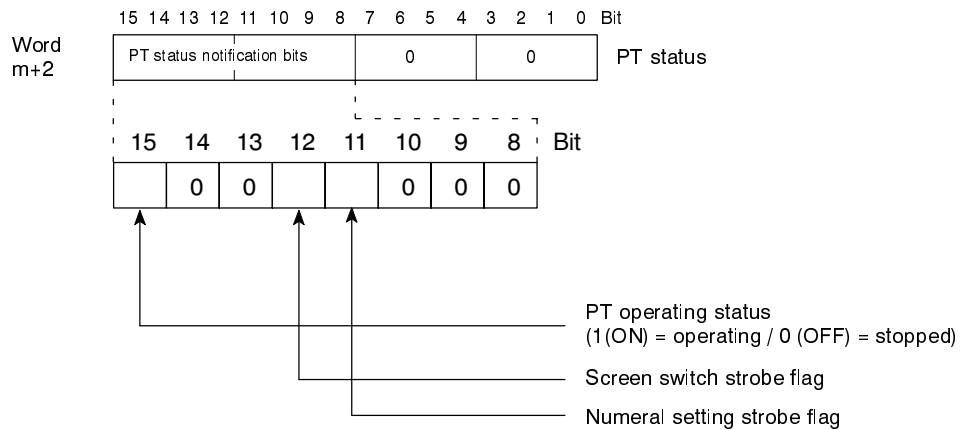 15 14 13 12 11 10 9 8 7 6 5 4 3 2 1 0 Bit
Word
m+2
PT status notification bits 0 0 PT status
15 14 13 12 11 10 9 8 Bit
0 0 0 0 0
PT operating status
(1(ON) = operating / 0 (OFF) = stopped)
Screen switch strobe flag
Numeral setting strobe flag